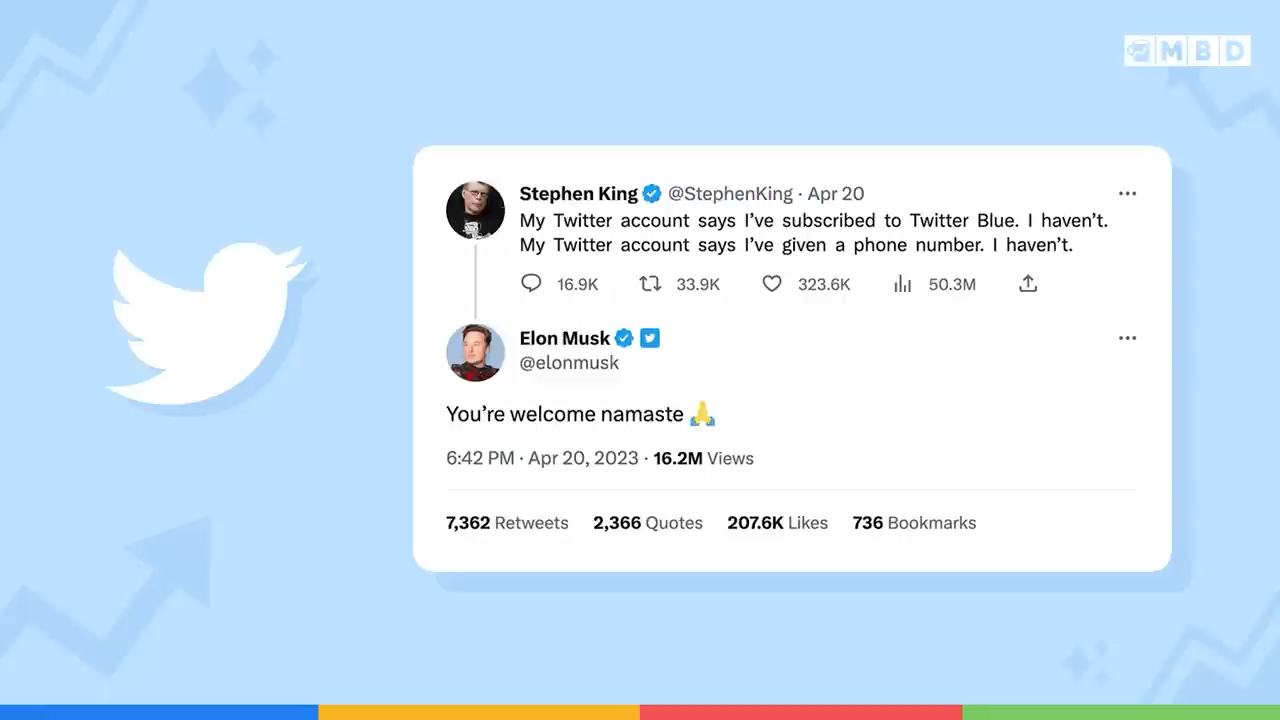 MBD
Stephen King @StephenKing · Apr 20
My Twitter account says I’ve subscribed to Twitter Blue. I haven’t.
My Twitter account says I’ve given a phone number. I haven’t.
16.9K 33.9K 323.6K 50.3M
Elon Musk
@elonmusk
You’re welcome namaste 🙏
6:42 PM · Apr 20, 2023 · 16.2M Views
7,362 Retweets 2,366 Quotes 207.6K Likes 736 Bookmarks